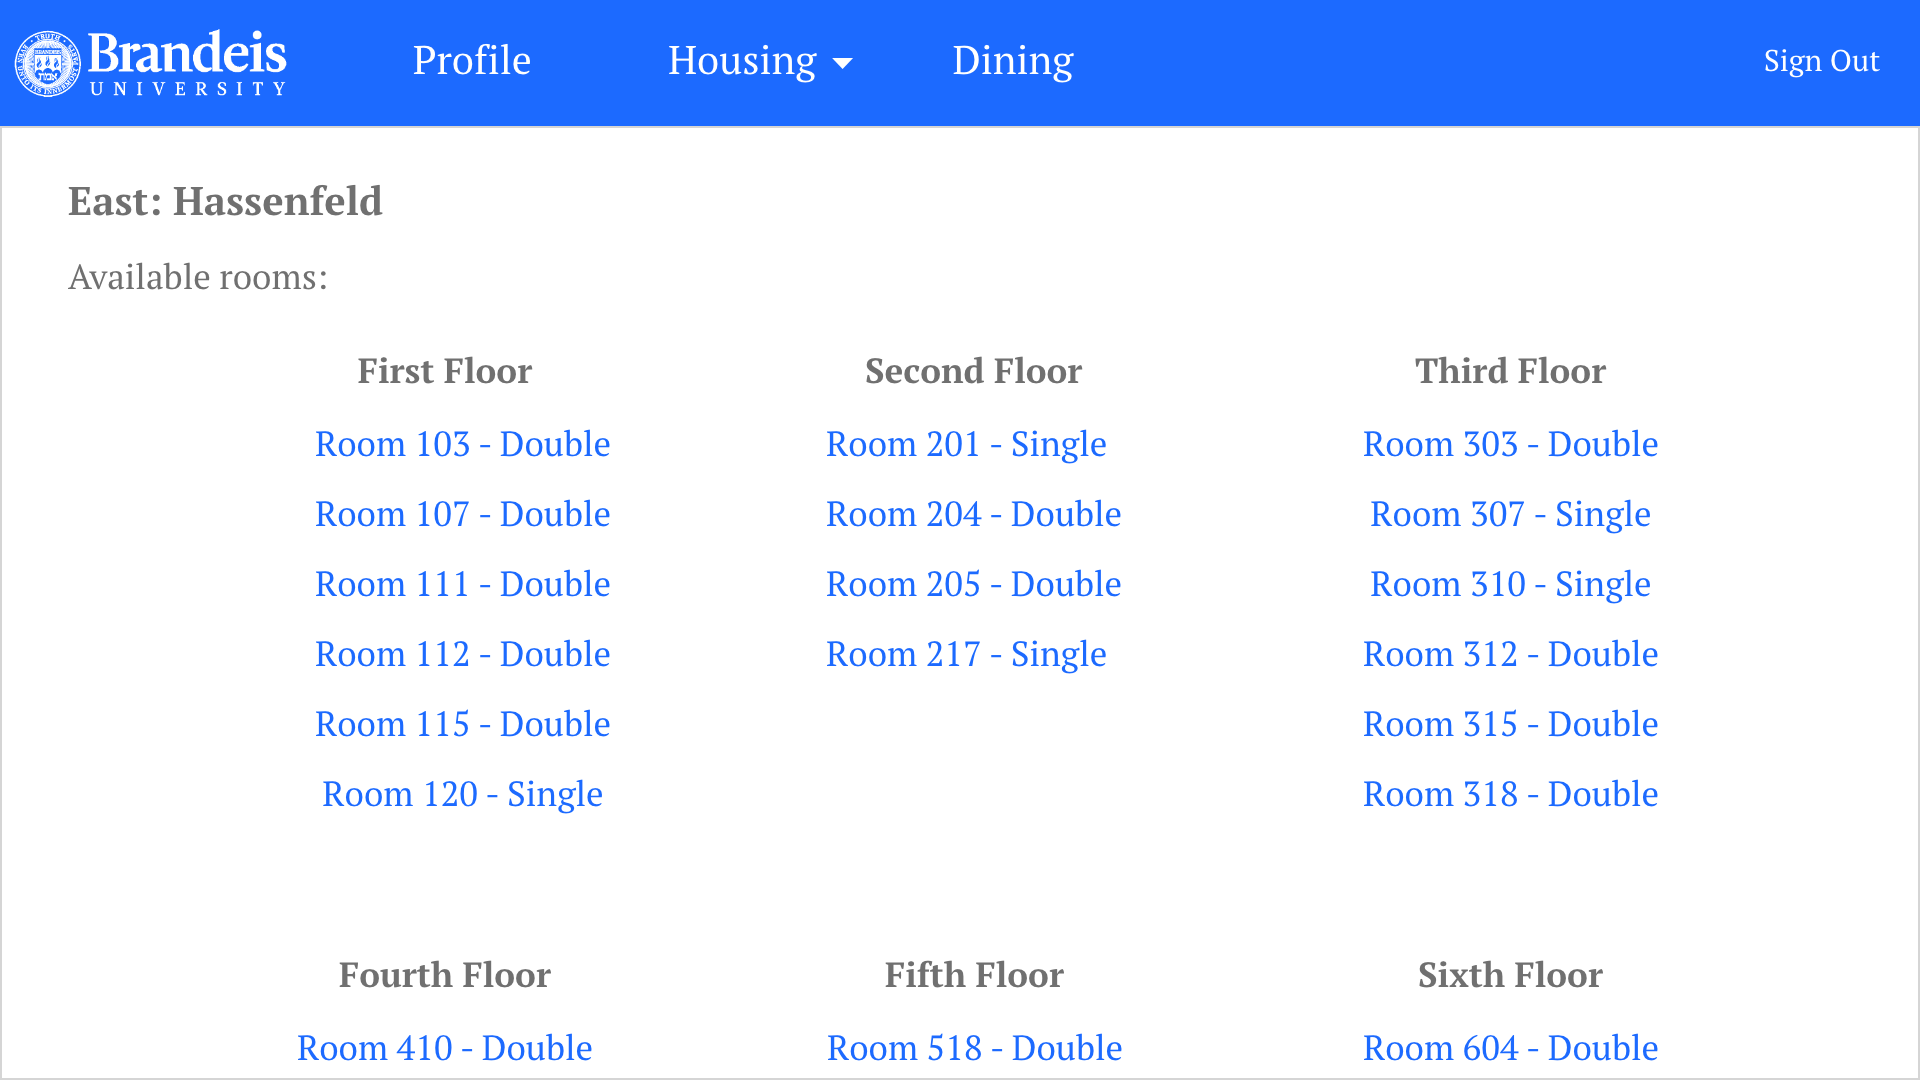 Brandeis
UNIVERSITY
Profile
Housing
Dining
Sign Out
East: Hassenfeld
Available rooms:
First Floor
Room 103 - Double
Room 107 - Double
Room 111 - Double
Room 112 - Double
Room 115 - Double
Room 120 - Single
Second Floor
Room 201 - Single
Room 204 - Double
Room 205 - Double
Room 217 - Single
Third Floor
Room 303 - Double
Room 307 - Single
Room 310 - Single
Room 312 - Double
Room 315 - Double
Room 318 - Double
Fourth Floor
Room 410 - Double
Fifth Floor
Room 518 - Double
Sixth Floor
Room 604 - Double